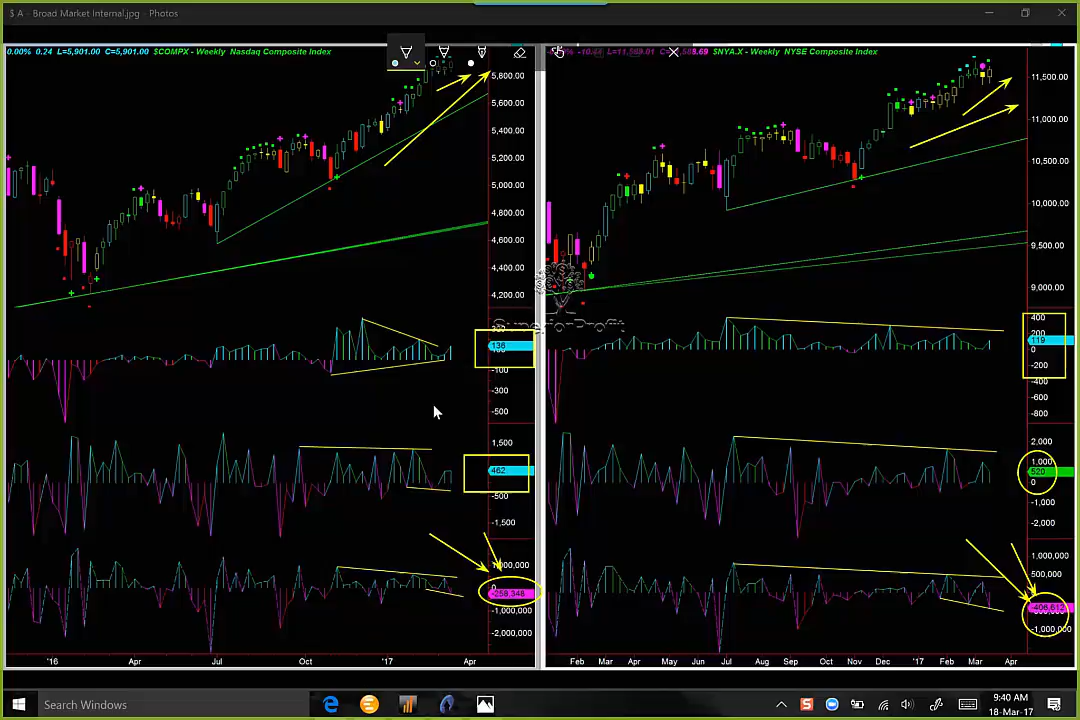 $ A - Broad Market Internal.jpg - Photos
0.00% 0.24 L=5,901.00 C=5,901.00 $COMPX - Weekly Nasdaq Composite Index
$NYA.X - Weekly NYSE Composite Index
5,800.00
5,600.00
5,400.00
5,200.00
5,000.00
4,800.00
4,600.00
4,400.00
4,200.00
136
-100
-300
-500
1,500
462
-500
-1,500
-258,348
-1,000,000
-2,000,000
'16
Apr
Jul
Oct
'17
Apr
11,500.00
11,000.00
10,500.00
10,000.00
9,500.00
9,000.00
SuperiorProfit
400
200
119
0
-200
-400
-600
-800
2,000
1,000
520
0
-1,000
-2,000
1,000,000
500,000
-406,612
-1,000,000
Feb
Mar
Apr
May
Jun
Jul
Aug
Sep
Oct
Nov
Dec
'17
Feb
Mar
Apr
Search Windows
9:40 AM
18-Mar-17